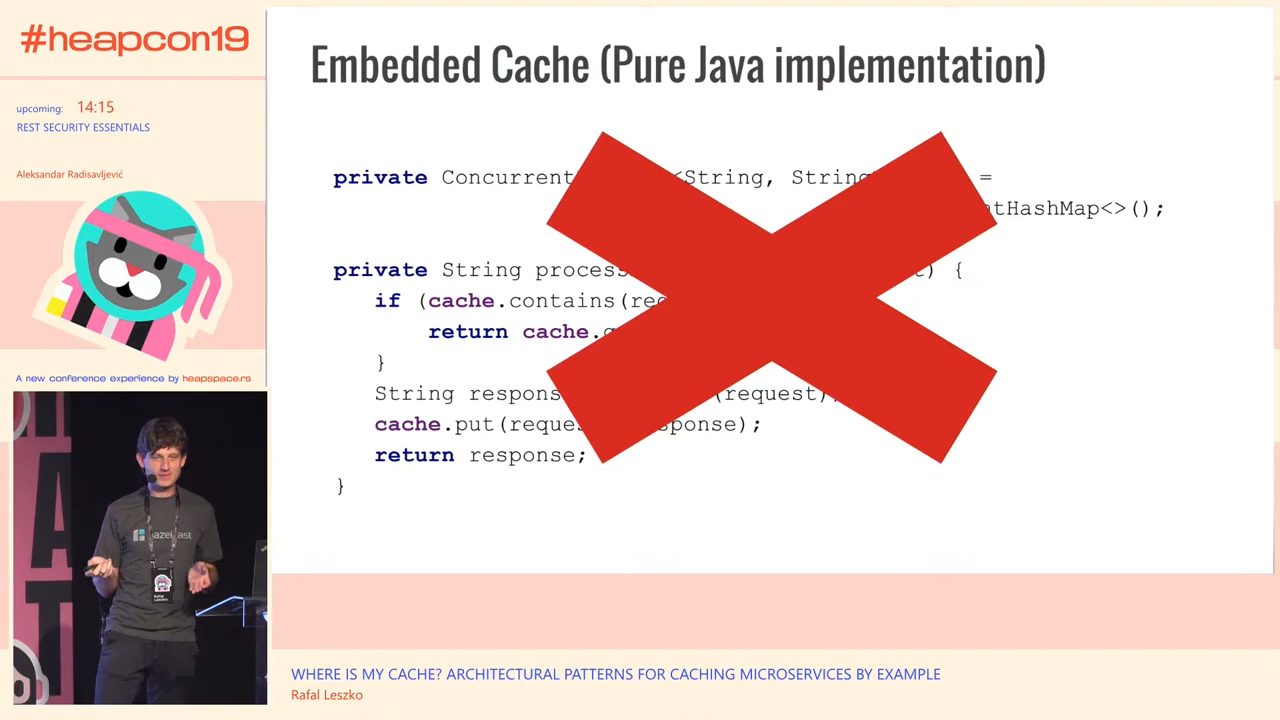 #heapcon19
upcoming: 14:15
REST SECURITY ESSENTIALS
Aleksandar Radisavljević
A new conference experience by heapspace.rs
Embedded Cache (Pure Java implementation)
private Concurrent <String, String =
tHashMap<>();
private String process ) {
if (cache.contains(req
return cache.
}
String respons (request)
cache.put(reque sponse);
return response;
}
WHERE IS MY CACHE? ARCHITECTURAL PATTERNS FOR CACHING MICROSERVICES BY EXAMPLE
Rafal Leszko